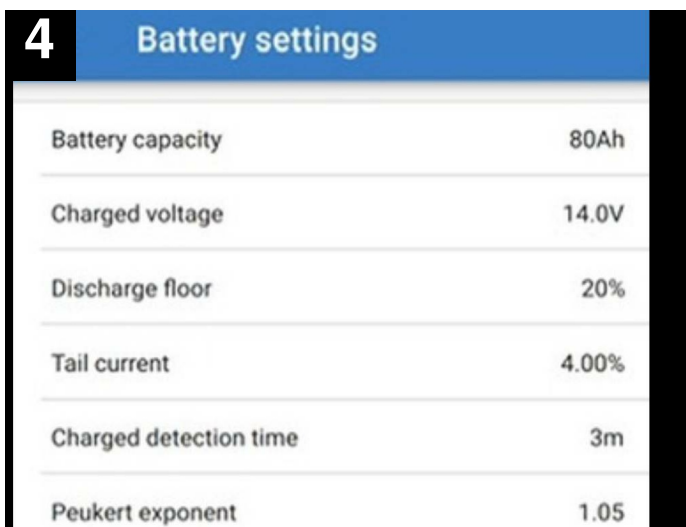 4
Battery settings
Battery capacity 80Ah
Charged voltage 14.0V
Discharge floor 20%
Tail current 4.00%
Charged detection time 3m
Peukert exponent 1.05